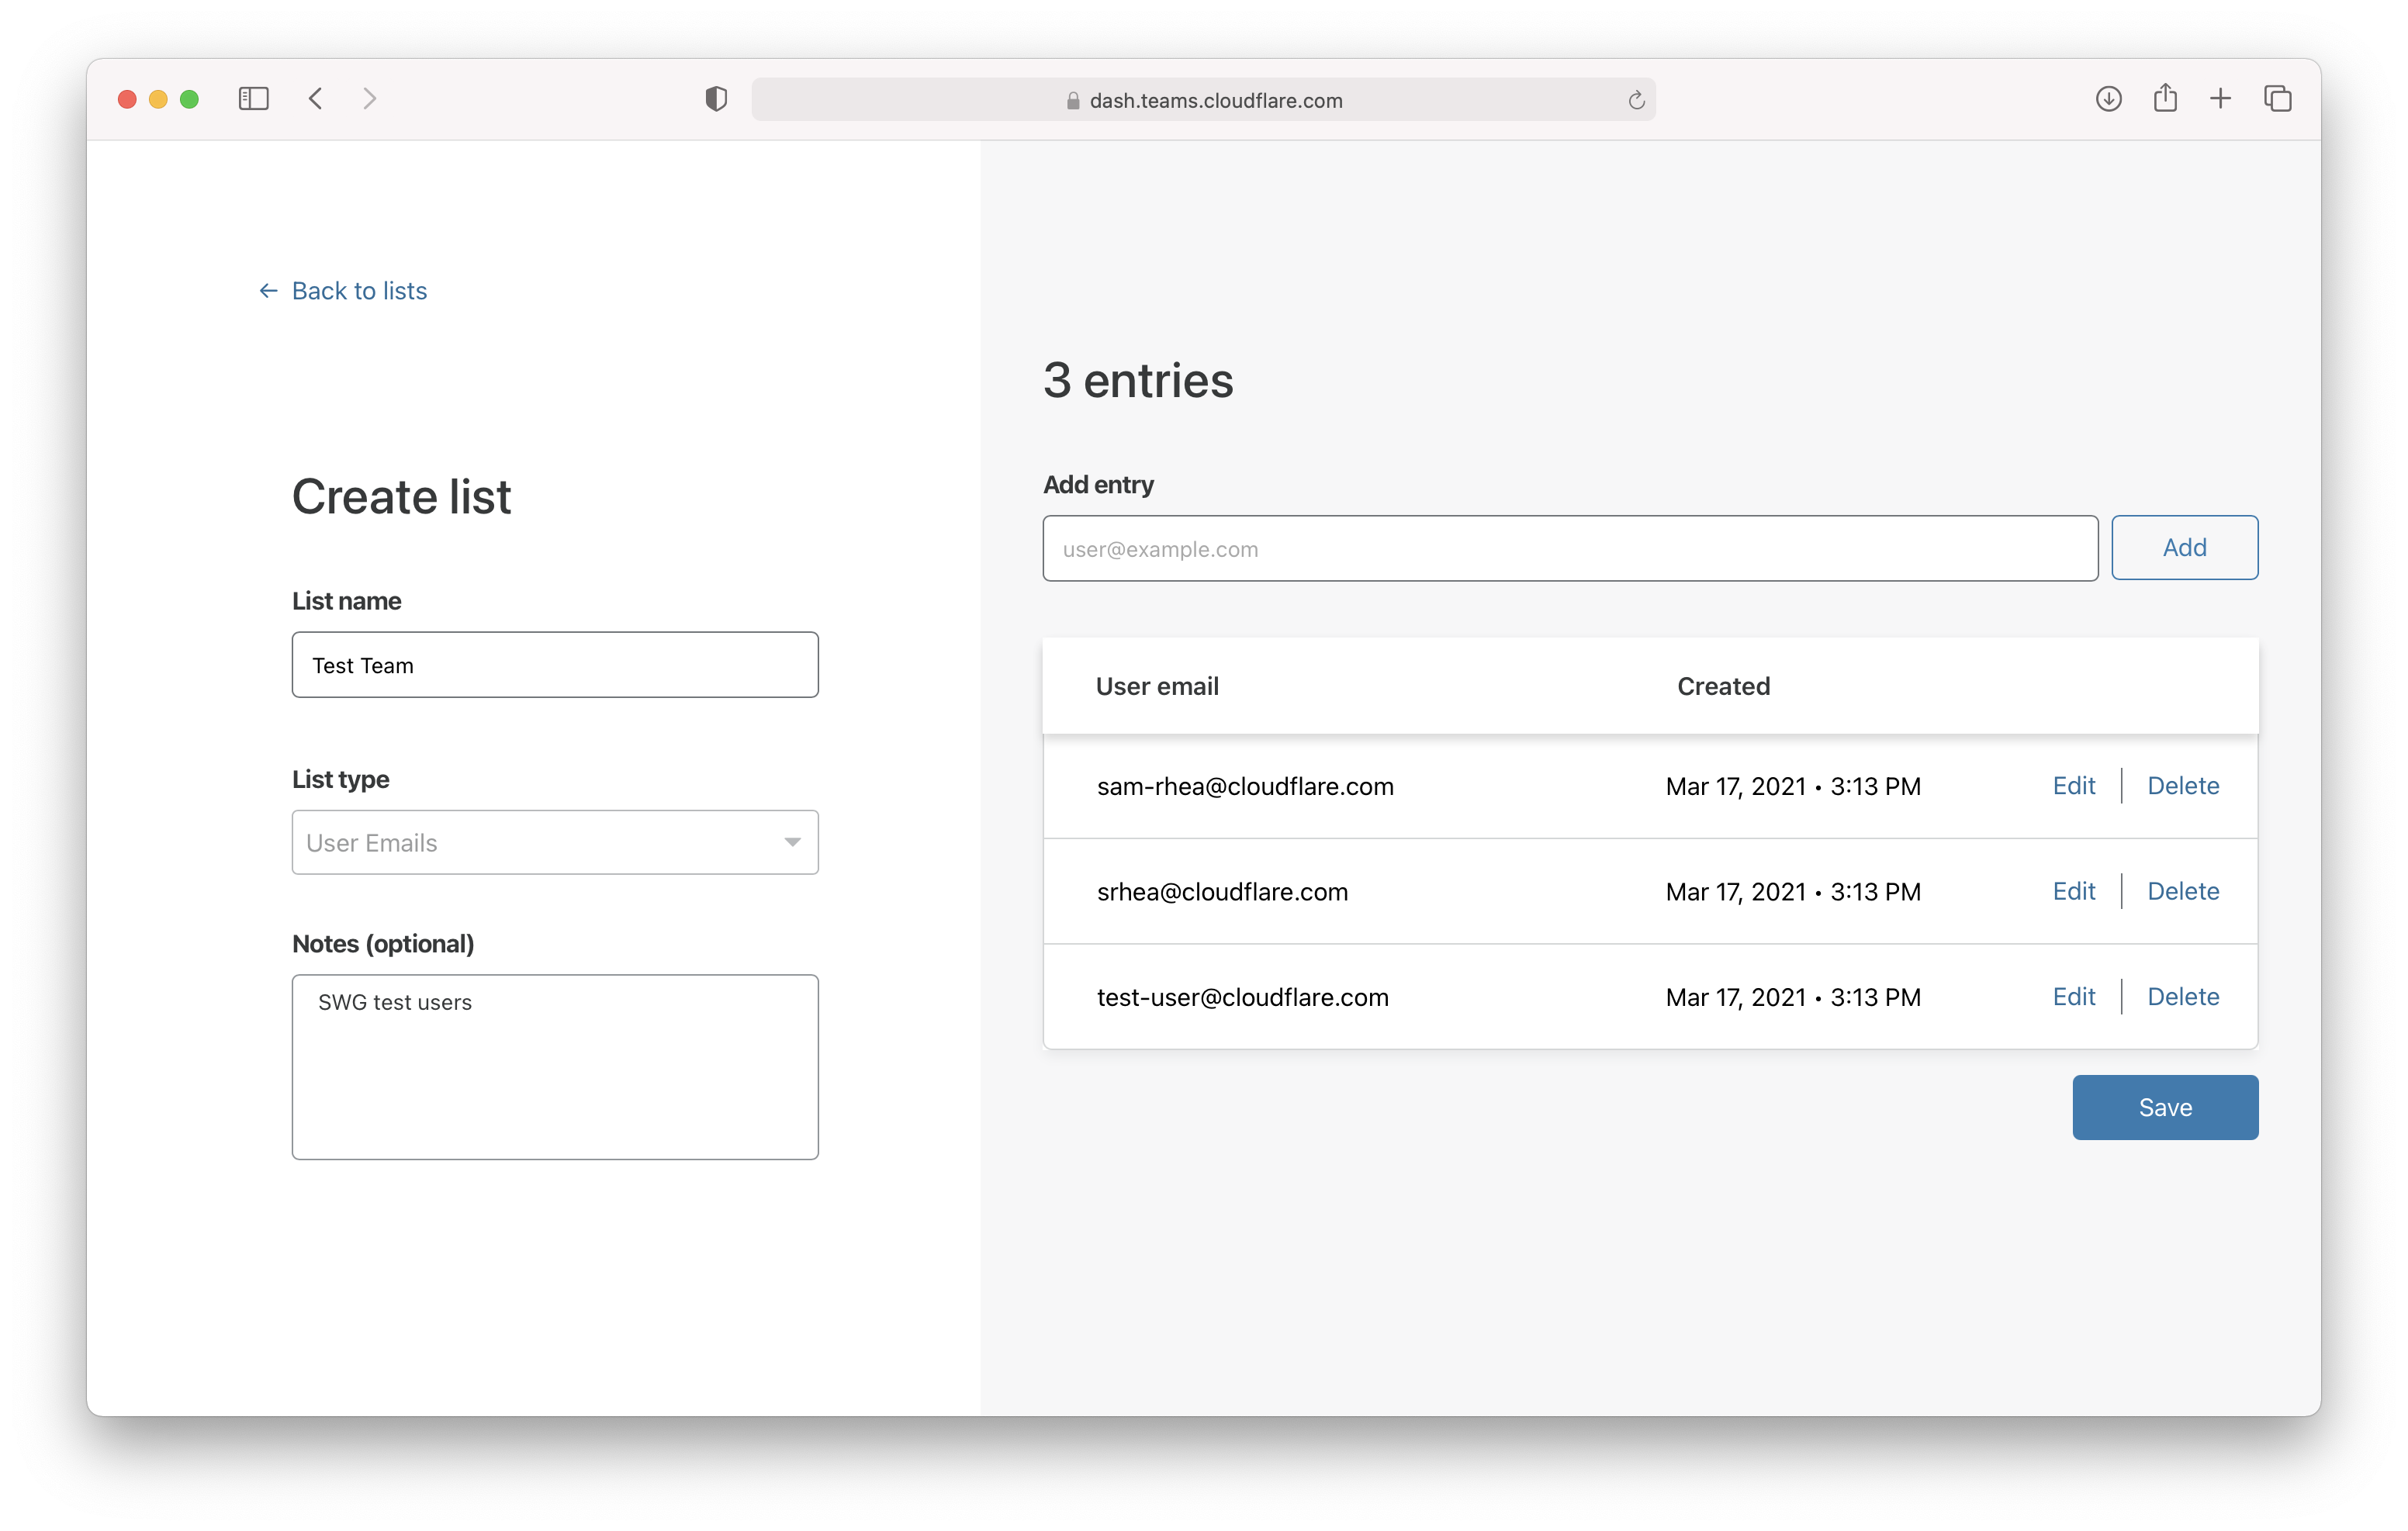 dash.teams.cloudflare.com
← Back to lists
Create list
List name
Test Team
List type
User Emails
Notes (optional)
SWG test users
3 entries
Add entry
user@example.com
Add
User email Created
sam-rhea@cloudflare.com Mar 17, 2021 • 3:13 PM Edit | Delete
srhea@cloudflare.com Mar 17, 2021 • 3:13 PM Edit | Delete
test-user@cloudflare.com Mar 17, 2021 • 3:13 PM Edit | Delete
Save